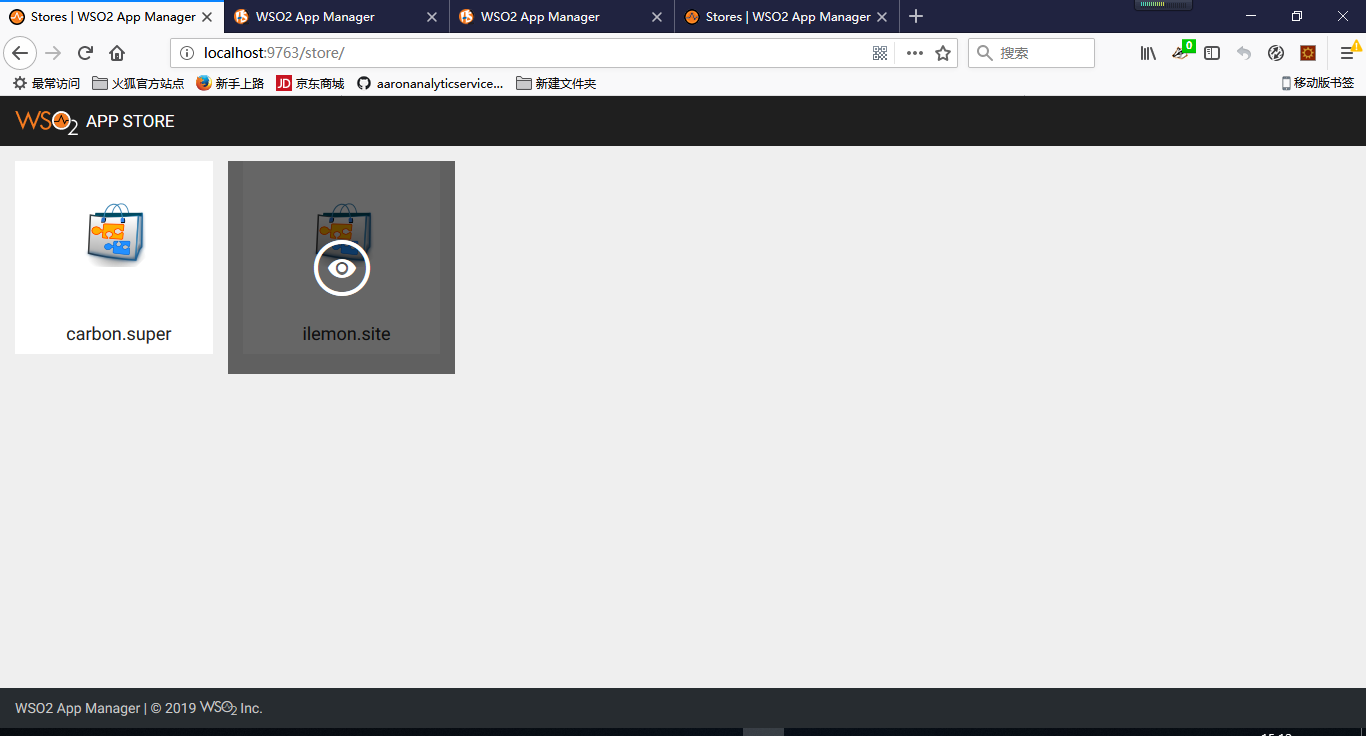 Stores | WSO2 App Manager
WSO2 App Manager
WSO2 App Manager
Stores | WSO2 App Manager
localhost:9763/store/
搜索
0
最常访问
火狐官方站点
新手上路
JD 京东商城
aaronanalyticservice...
新建文件夹
移动版书签
WSO2 APP STORE
carbon.super
ilemon.site
WSO2 App Manager | © 2019 WSO2 Inc.